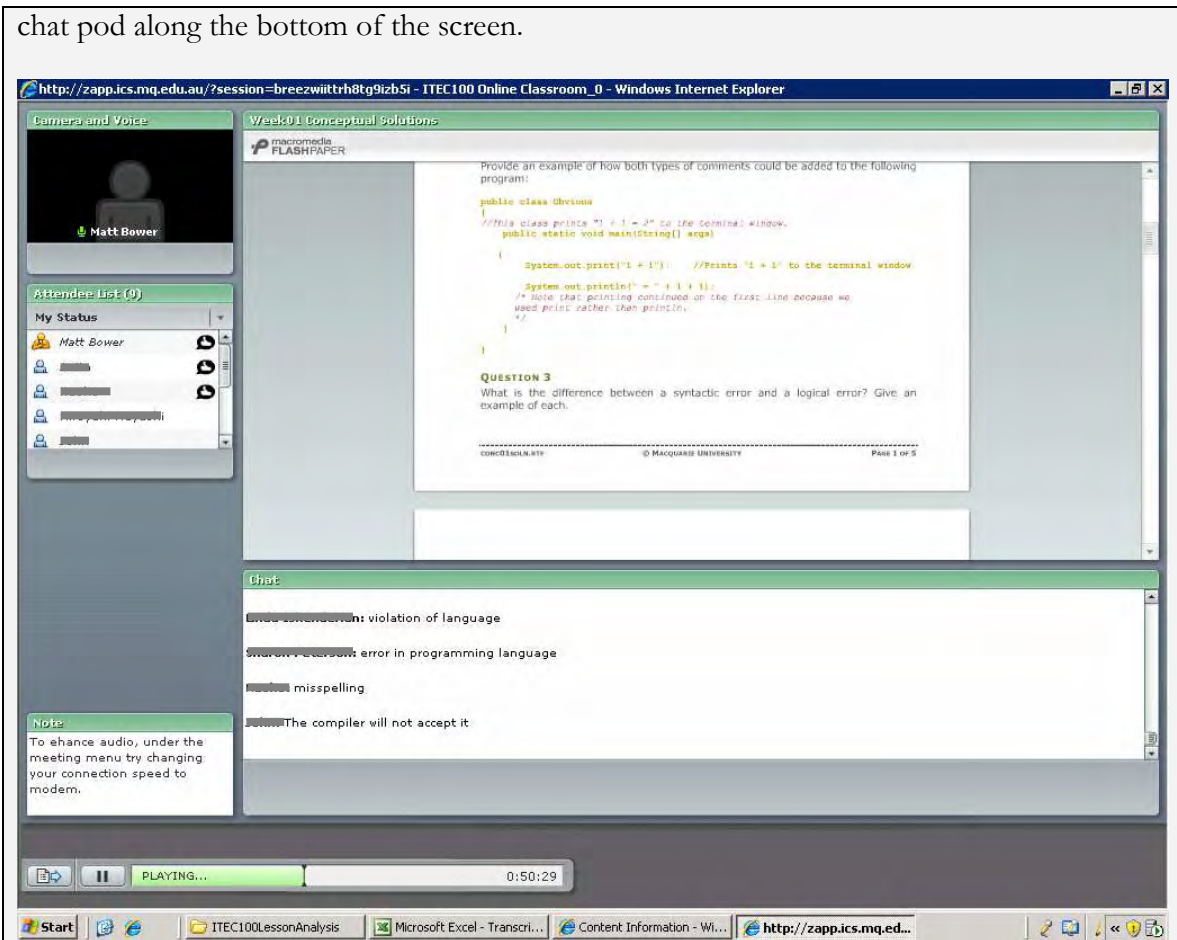 chat pod along the bottom of the screen.
http://zapp.ics.mq.edu.au/?session=breezwiittrh8tg9izb5i - ITEC100 Online Classroom_0 - Windows Internet Explorer
Camera and Voice
Matt Bower
Attendee List (9)
My Status
Matt Bower
Note
To ehance audio, under the
meeting menu try changing
your connection speed to
modem.
Week01 Conceptual Solutions
macromedia
FLASHPAPER
Provide an example of how both types of comments could be added to the following
program:
public class Obvious
{
//This class prints "1 + 1 = 2" to the terminal window.
public static void main(String[] args)
{
System.out.print("1 + 1"); //Prints "1 + 1" to the terminal window
System.out.println(" = " + 1 + 1);
/* Note that printing continued on the first line because we
used print rather than println.
*/
}
}
QUESTION 3
What is the difference between a syntactic error and a logical error? Give an
example of each.
CONC01SOLN.RTF © MACQUARIE UNIVERSITY PAGE 1 OF 5
Chat
n: violation of language
: error in programming language
misspelling
The compiler will not accept it
PLAYING... 0:50:29
Start ITEC100LessonAnalysis Microsoft Excel - Transcri... Content Information - Wi... http://zapp.ics.mq.ed... «